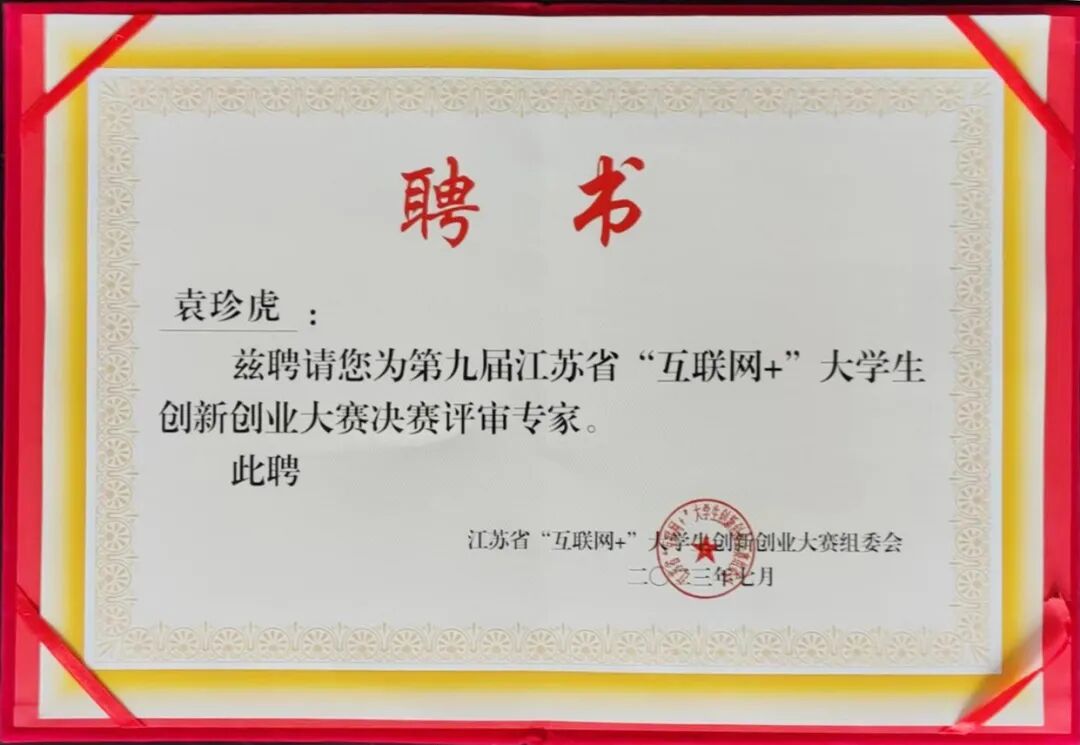 聘书
袁珍虎：
兹聘请您为第九届江苏省“互联网+”大学生
创新创业大赛决赛评审专家。
此聘
江苏省“互联网+”大学生创新创业大赛组委会
二〇二三年七月